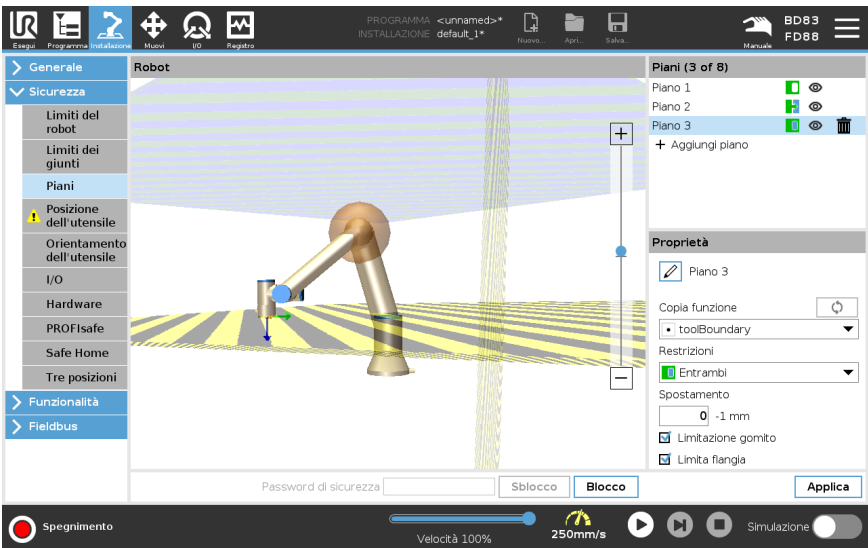 UR
PROGRAMMA <unnamed>*
INSTALLAZIONE default_1*
Esegui
Programma
Installazione
Muovi
I/O
Registro
Nuovo...
Apri...
Salva...
Manuale
BD83
FD88
Generale
Sicurezza
Limiti del
robot
Limiti dei
giunti
Piani
Posizione
dell'utensile
Orientamento
dell'utensile
I/O
Hardware
PROFIsafe
Safe Home
Tre posizioni
Funzionalità
Fieldbus
Robot
Piani (3 of 8)
Piano 1
Piano 2
Piano 3
+ Aggiungi piano
Proprietà
Piano 3
Copia funzione
toolBoundary
Restrizioni
Entrambi
Spostamento
0 -1 mm
Limitazione gomito
Limita flangia
Password di sicurezza
Sblocco
Blocco
Applica
Spegnimento
Velocità 100%
250mm/s
Simulazione